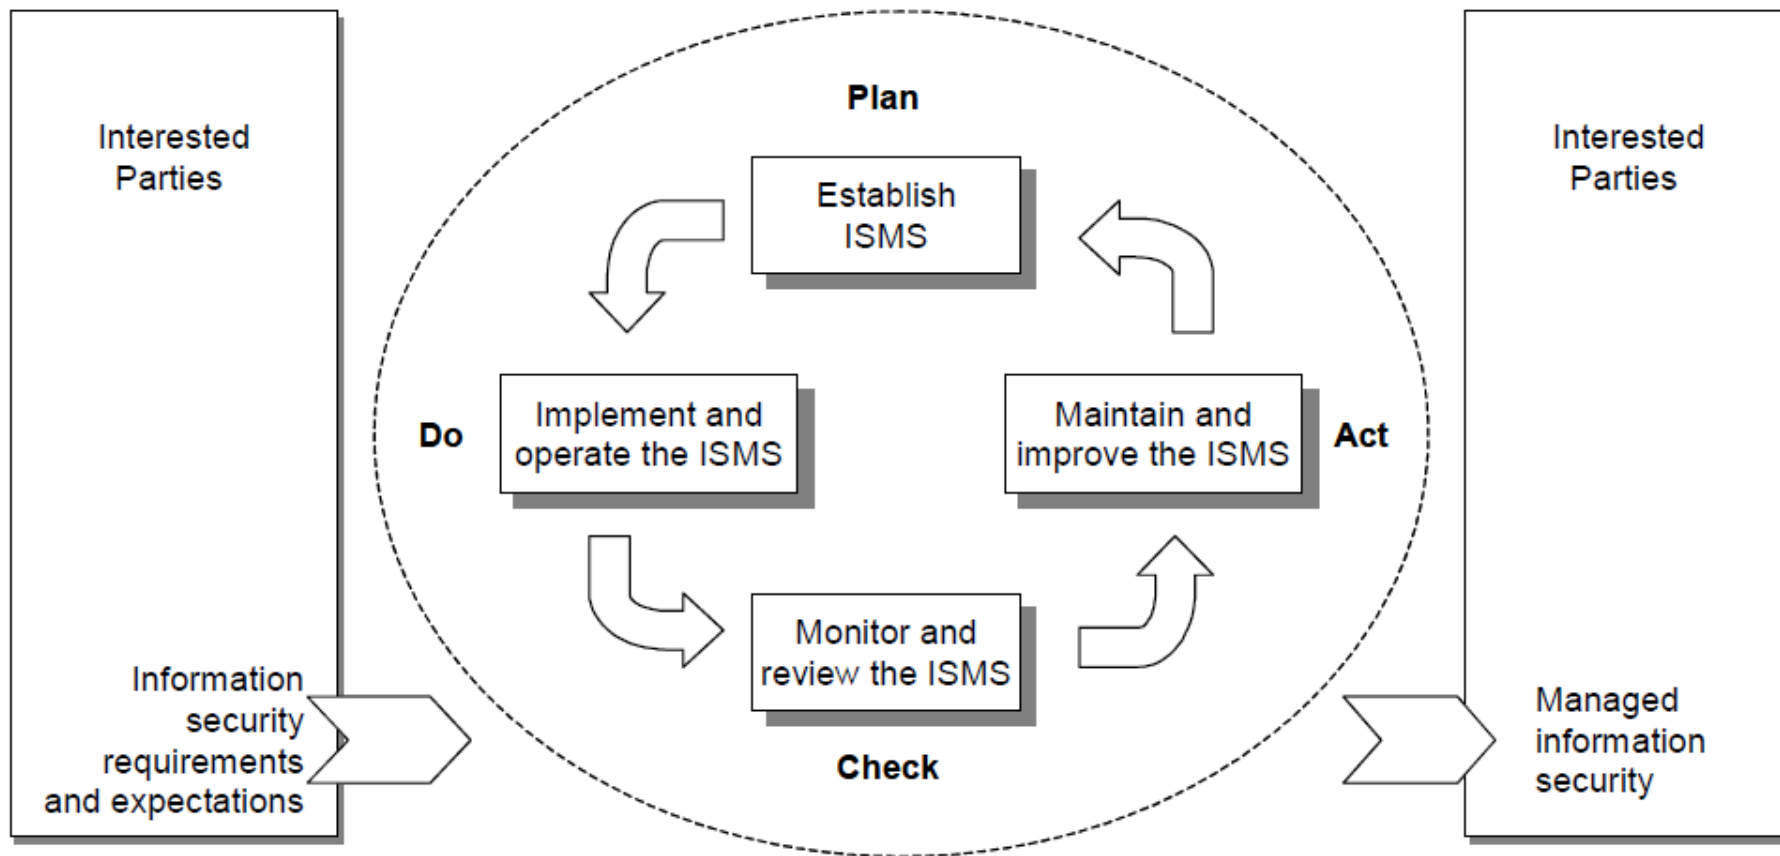 Interested
Parties
Information
security
requirements
and expectations
Plan
Establish
ISMS
Do
Implement and
operate the ISMS
Maintain and
improve the ISMS
Act
Monitor and
review the ISMS
Check
Interested
Parties
Managed
information
security